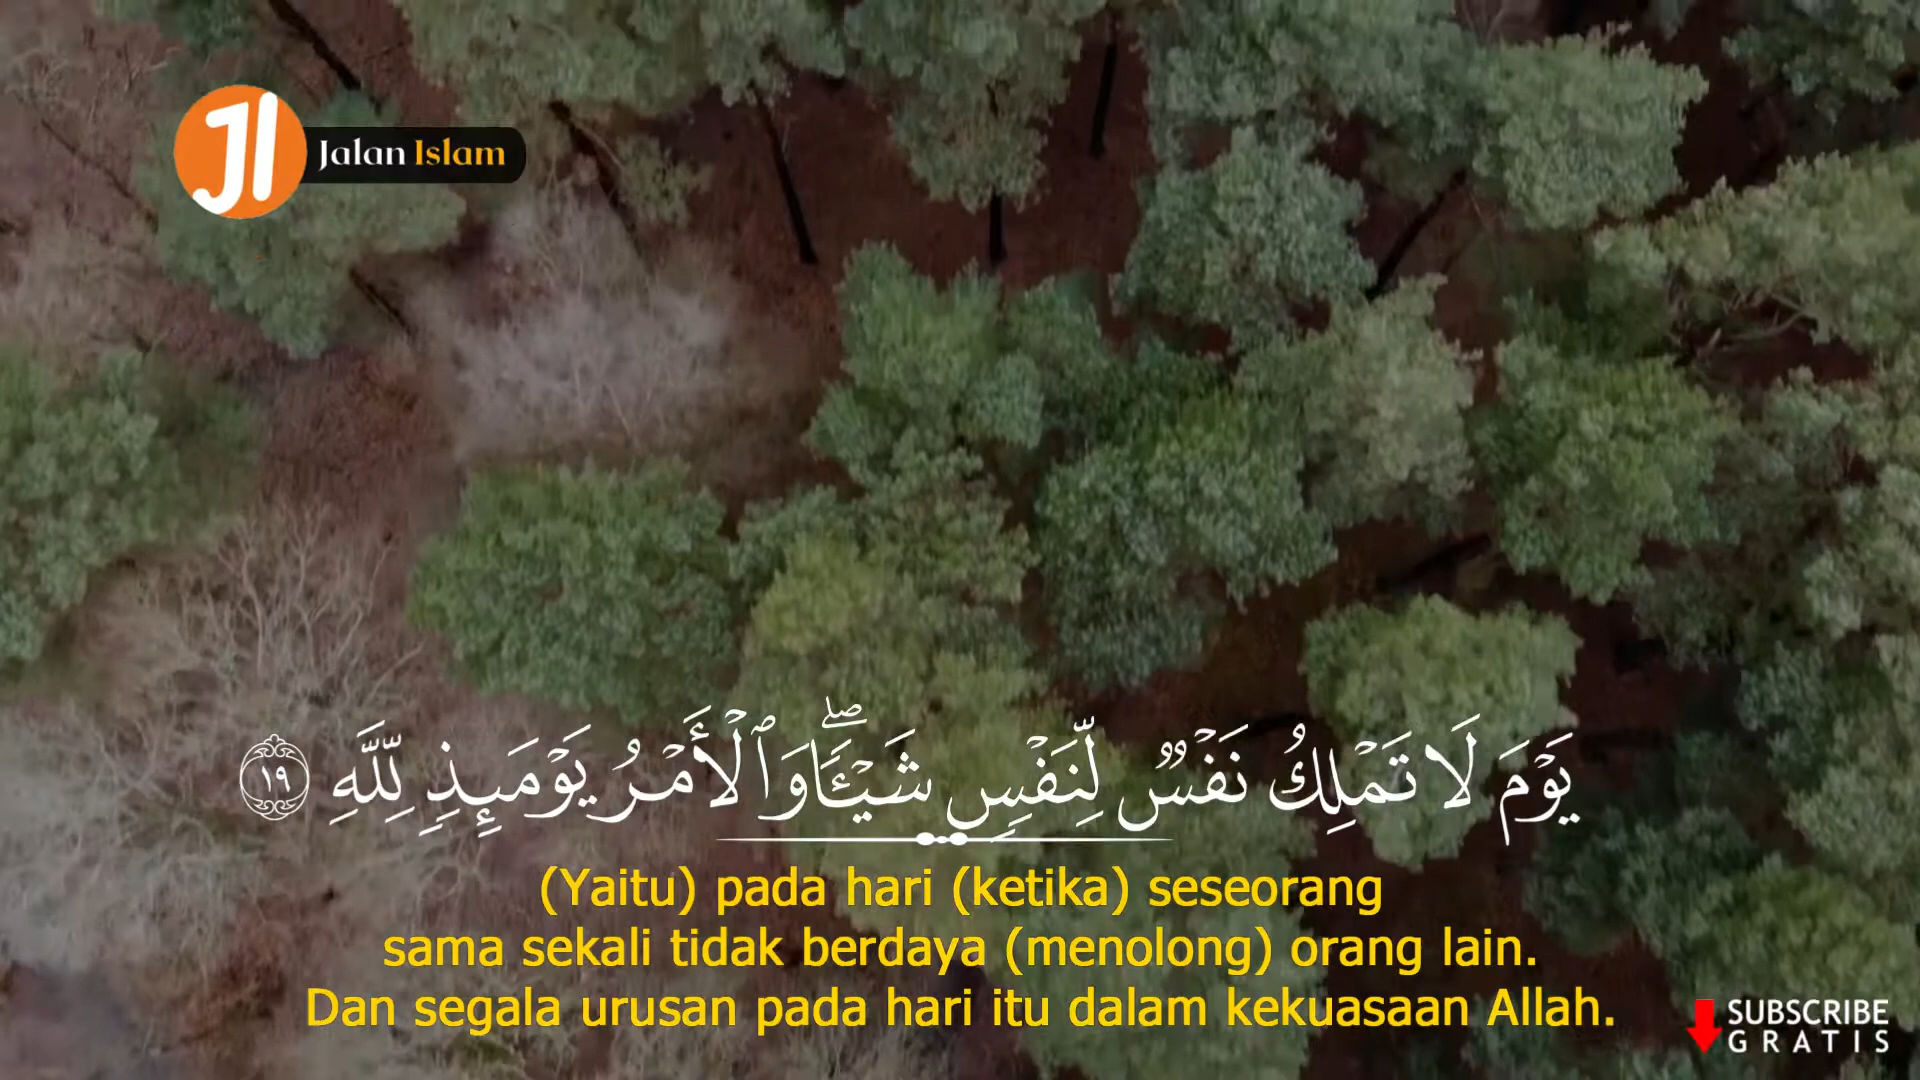 JI
Jalan Islam
يَوْمَ لَا تَمْلِكُ نَفْسٌ لِّنَفْسٍ شَيْـًٔا ۖ وَٱلْأَمْرُ يَوْمَئِذٍ لِّلَّهِ ١٩
(Yaitu) pada hari (ketika) seseorang
sama sekali tidak berdaya (menolong) orang lain.
Dan segala urusan pada hari itu dalam kekuasaan Allah.
SUBSCRIBE
GRATIS